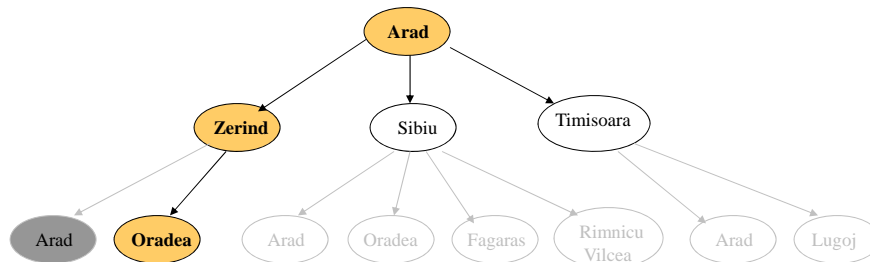 Arad
Zerind
Sibiu
Timisoara
Arad
Oradea
Arad
Oradea
Fagaras
Rimnicu
Vilcea
Arad
Lugoj